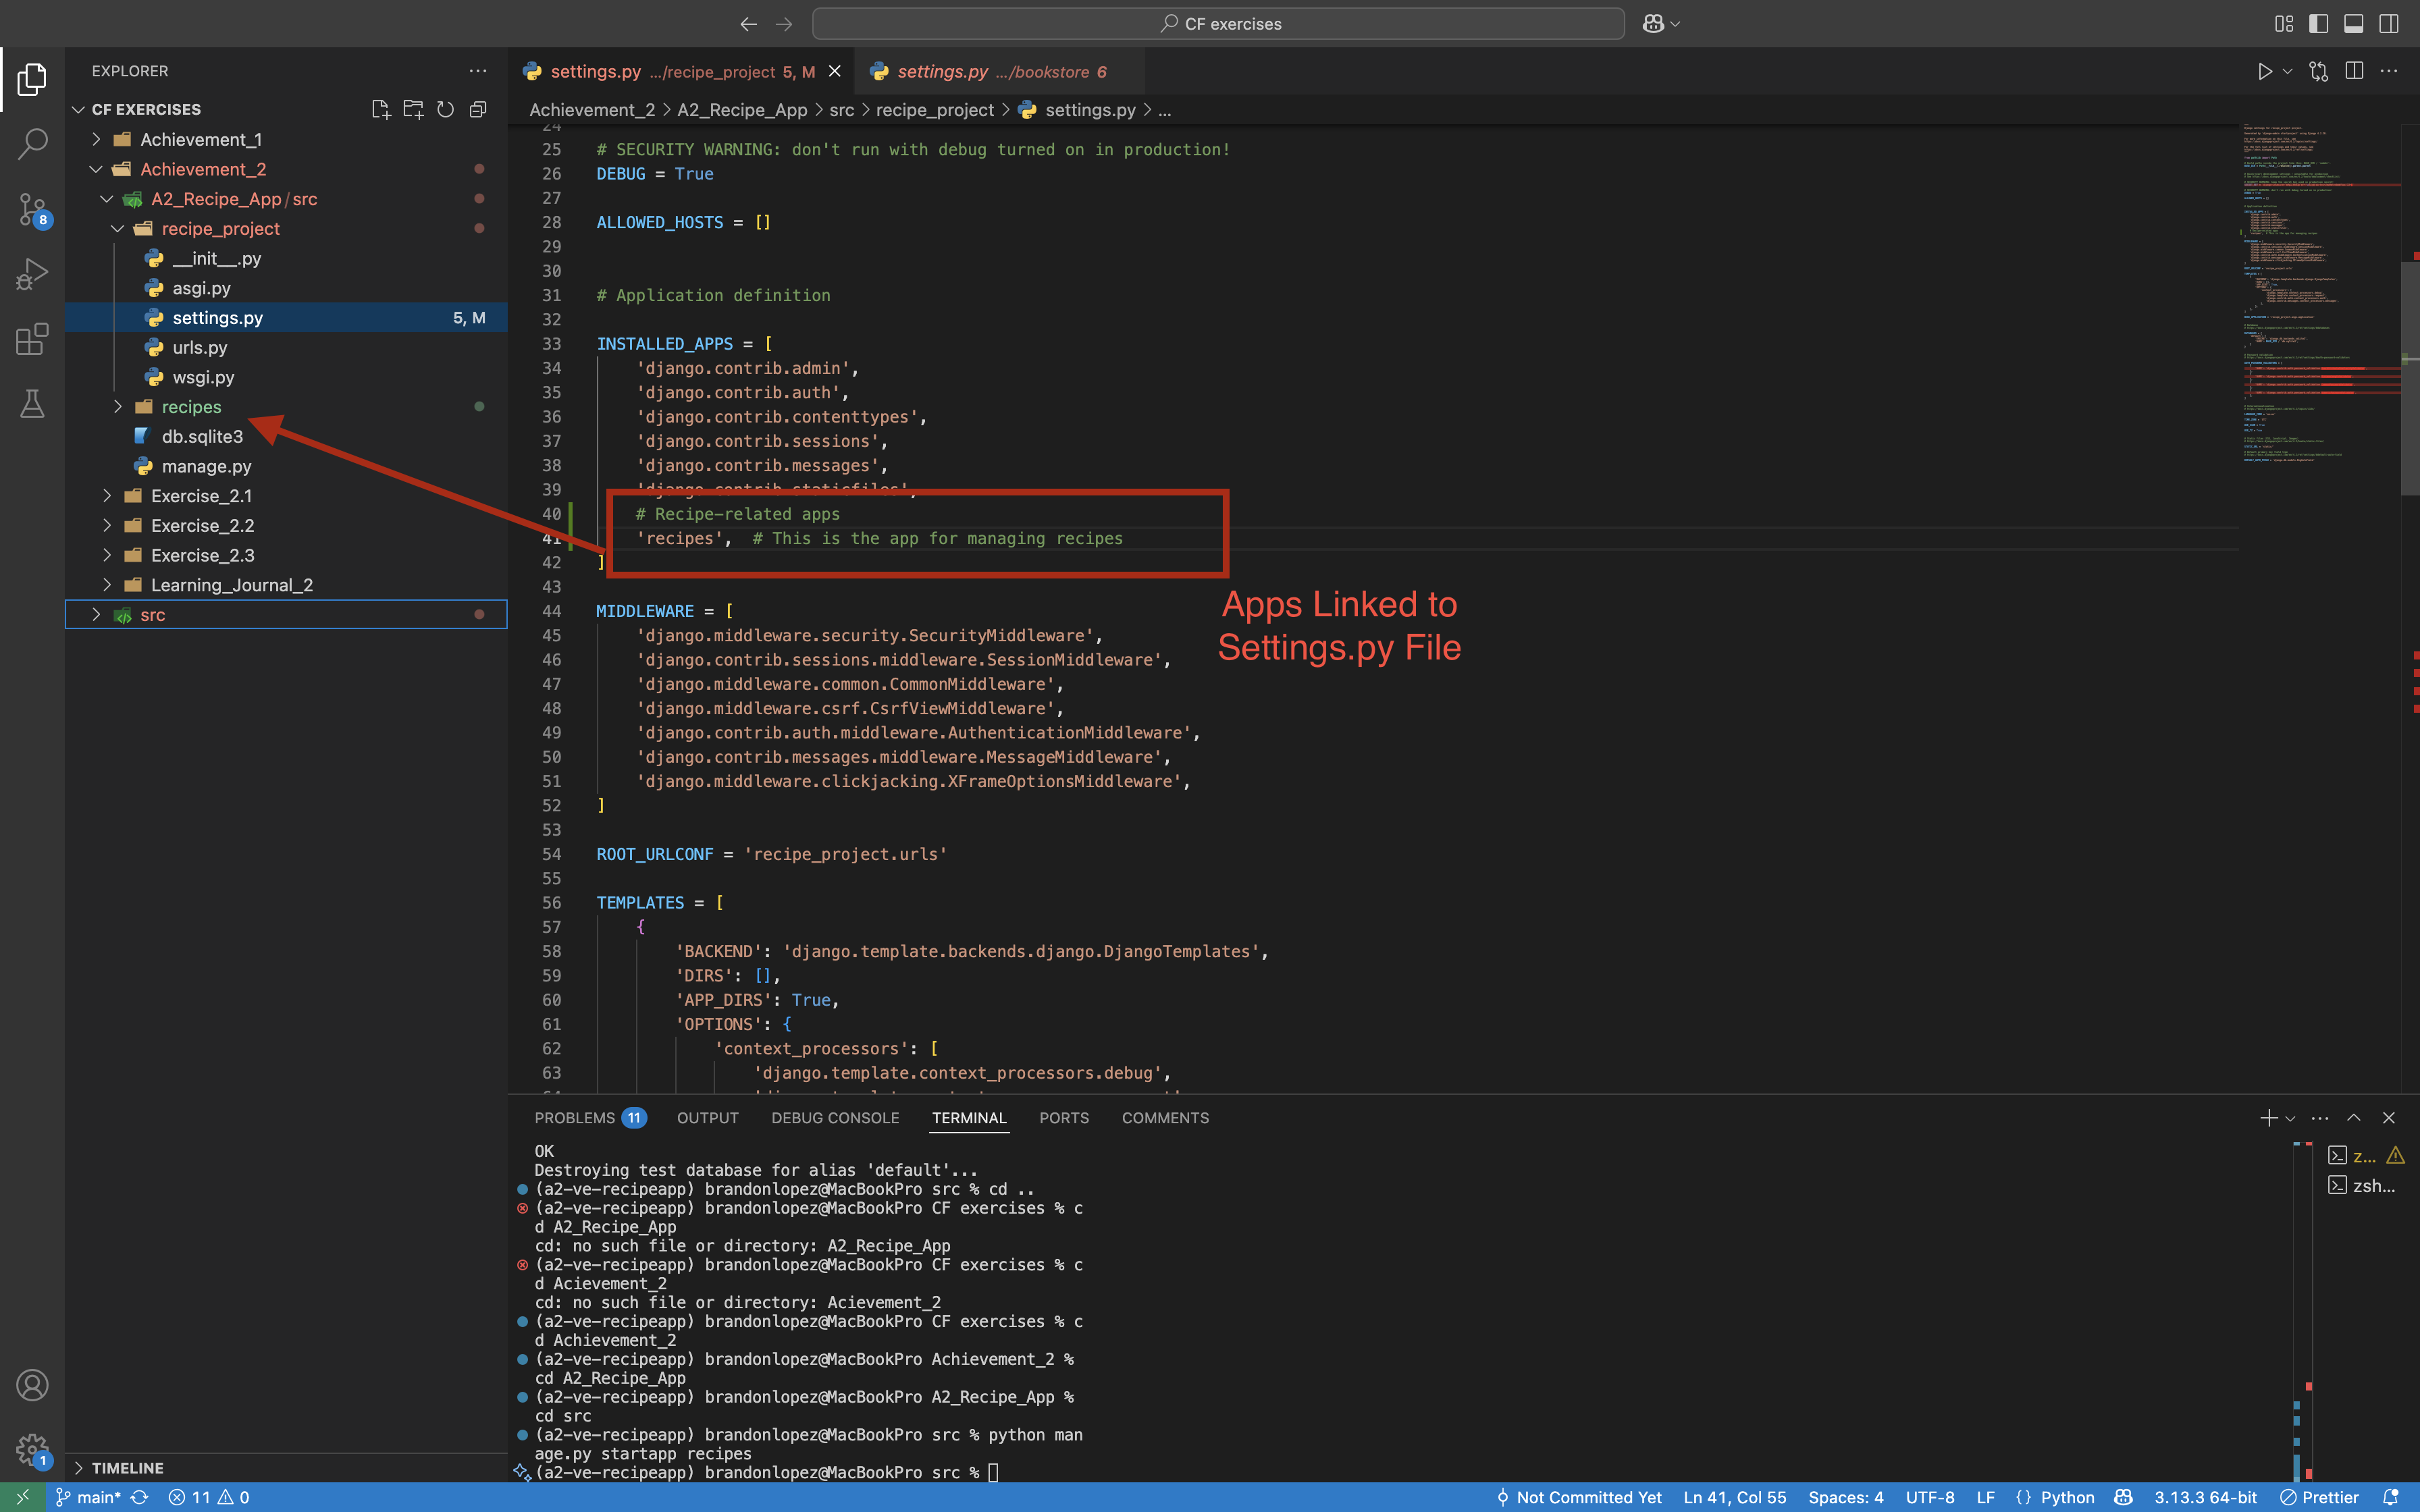 CF exercises
EXPLORER
CF EXERCISES
Achievement_1
Achievement_2
A2_Recipe_App/src
recipe_project
__init__.py
asgi.py
settings.py 5, M
urls.py
wsgi.py
recipes
db.sqlite3
manage.py
Exercise_2.1
Exercise_2.2
Exercise_2.3
Learning_Journal_2
src
TIMELINE
8
1
settings.py .../recipe_project 5, M
settings.py .../bookstore 6
Achievement_2 > A2_Recipe_App > src > recipe_project > settings.py > ...
24
25 # SECURITY WARNING: don't run with debug turned on in production!
26 DEBUG = True
27
28 ALLOWED_HOSTS = []
29
30
31 # Application definition
32
33 INSTALLED_APPS = [
34 'django.contrib.admin',
35 'django.contrib.auth',
36 'django.contrib.contenttypes',
37 'django.contrib.sessions',
38 'django.contrib.messages',
39 'django.contrib.staticfiles',
40 # Recipe-related apps
41 'recipes', # This is the app for managing recipes
42 ]
43
44 MIDDLEWARE = [
45 'django.middleware.security.SecurityMiddleware',
46 'django.contrib.sessions.middleware.SessionMiddleware',
47 'django.middleware.common.CommonMiddleware',
48 'django.middleware.csrf.CsrfViewMiddleware',
49 'django.contrib.auth.middleware.AuthenticationMiddleware',
50 'django.contrib.messages.middleware.MessageMiddleware',
51 'django.middleware.clickjacking.XFrameOptionsMiddleware',
52 ]
53
54 ROOT_URLCONF = 'recipe_project.urls'
55
56 TEMPLATES = [
57 {
58 'BACKEND': 'django.template.backends.django.DjangoTemplates',
59 'DIRS': [],
60 'APP_DIRS': True,
61 'OPTIONS': {
62 'context_processors': [
63 'django.template.context_processors.debug',
Apps Linked to
Settings.py File
PROBLEMS 11 OUTPUT DEBUG CONSOLE TERMINAL PORTS COMMENTS
OK
Destroying test database for alias 'default'...
(a2-ve-recipeapp) brandonlopez@MacBookPro src % cd ..
(a2-ve-recipeapp) brandonlopez@MacBookPro CF exercises % c
d A2_Recipe_App
cd: no such file or directory: A2_Recipe_App
(a2-ve-recipeapp) brandonlopez@MacBookPro CF exercises % c
d Acievement_2
cd: no such file or directory: Acievement_2
(a2-ve-recipeapp) brandonlopez@MacBookPro CF exercises % c
d Achievement_2
(a2-ve-recipeapp) brandonlopez@MacBookPro Achievement_2 %
cd A2_Recipe_App
(a2-ve-recipeapp) brandonlopez@MacBookPro A2_Recipe_App %
cd src
(a2-ve-recipeapp) brandonlopez@MacBookPro src % python man
age.py startapp recipes
(a2-ve-recipeapp) brandonlopez@MacBookPro src %
z...
zsh...
main* 11 0 Not Committed Yet Ln 41, Col 55 Spaces: 4 UTF-8 LF {} Python 3.13.3 64-bit Prettier